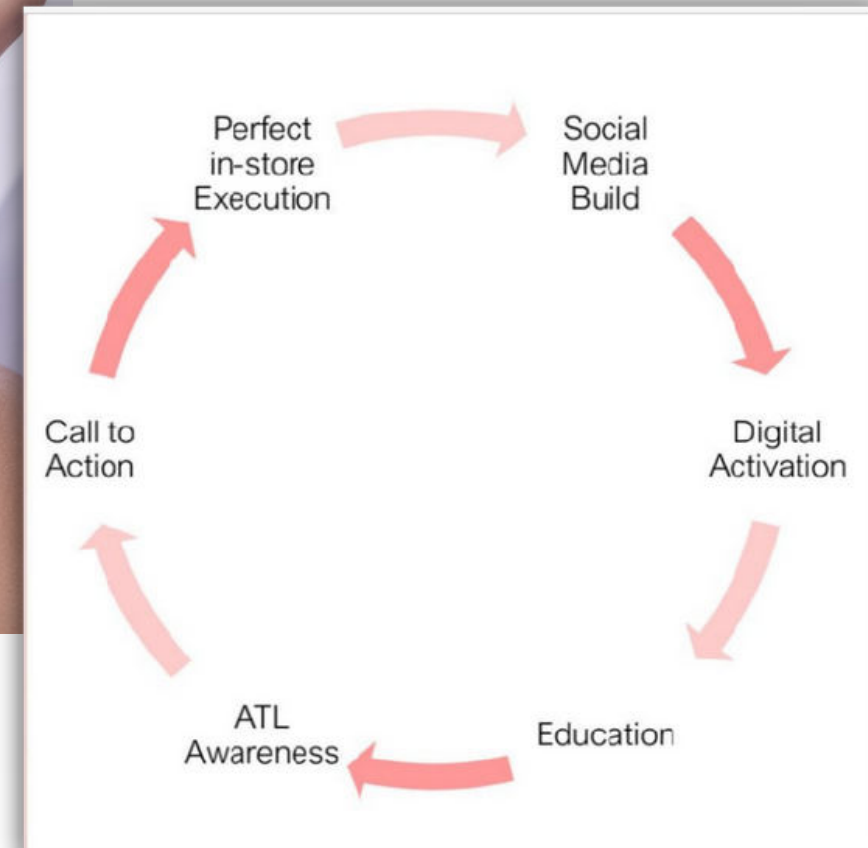 Perfect
in-store
Execution
Social
Media
Build
Digital
Activation
Education
ATL
Awareness
Call to
Action